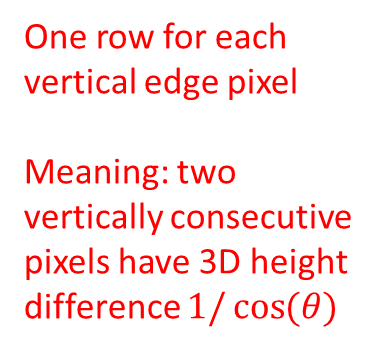 One row for each
vertical edge pixel
Meaning: two
vertically consecutive
pixels have 3D height
difference 1/ cos(θ)